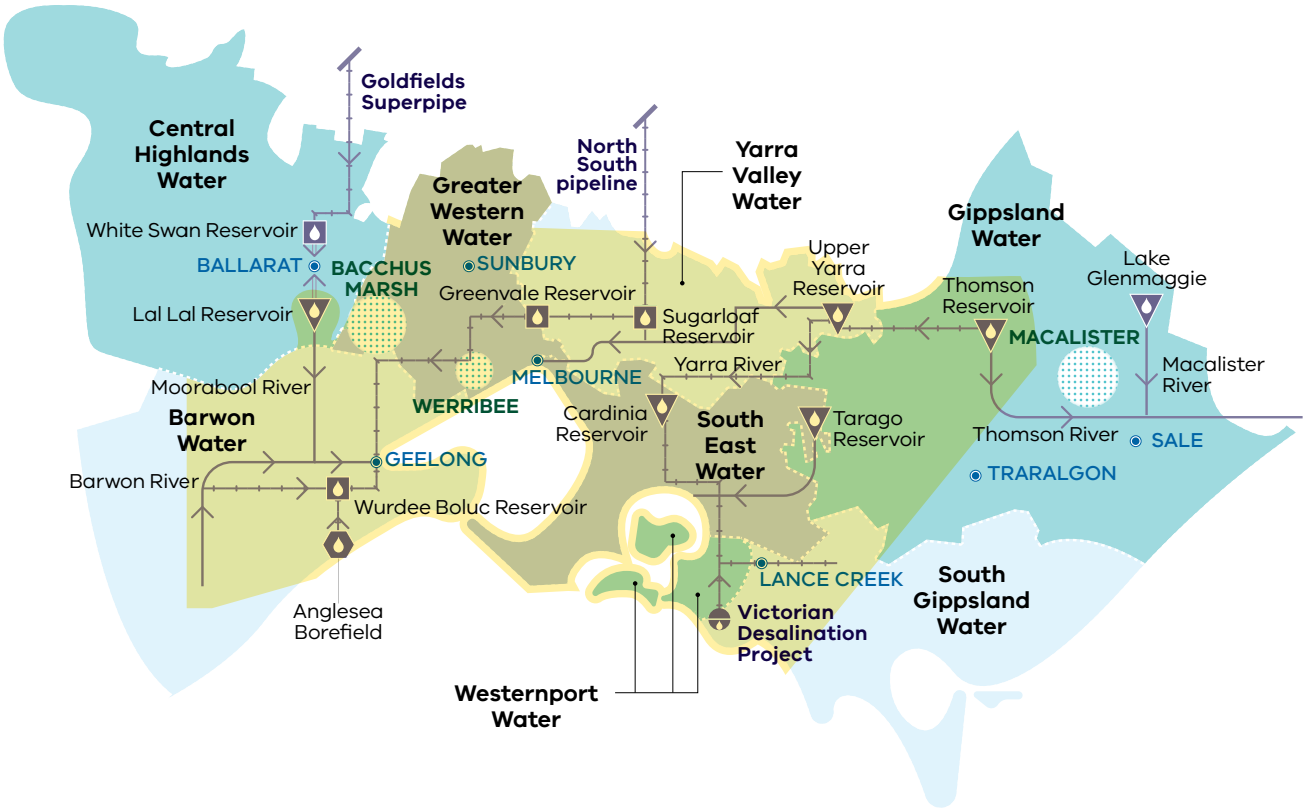 Goldfields
Superpipe
Central
Highlands
Water
North
South
pipeline
Yarra
Valley
Water
Greater
Western
Water
Gippsland
Water
White Swan Reservoir
BALLARAT
BACCHUS
MARSH
SUNBURY
Upper
Yarra
Reservoir
Lake
Glenmaggie
Thomson
Reservoir
Greenvale Reservoir
Lal Lal Reservoir
Sugarloaf
Reservoir
MACALISTER
Yarra River
Macalister
River
MELBOURNE
Moorabool River
WERRIBEE
Barwon
Water
Cardinia
Reservoir
South
East
Water
Tarago
Reservoir
Thomson River
SALE
GEELONG
TRARALGON
Barwon River
Wurdee Boluc Reservoir
LANCE CREEK
South
Gippsland
Water
Anglesea
Borefield
Victorian
Desalination
Project
Westernport
Water